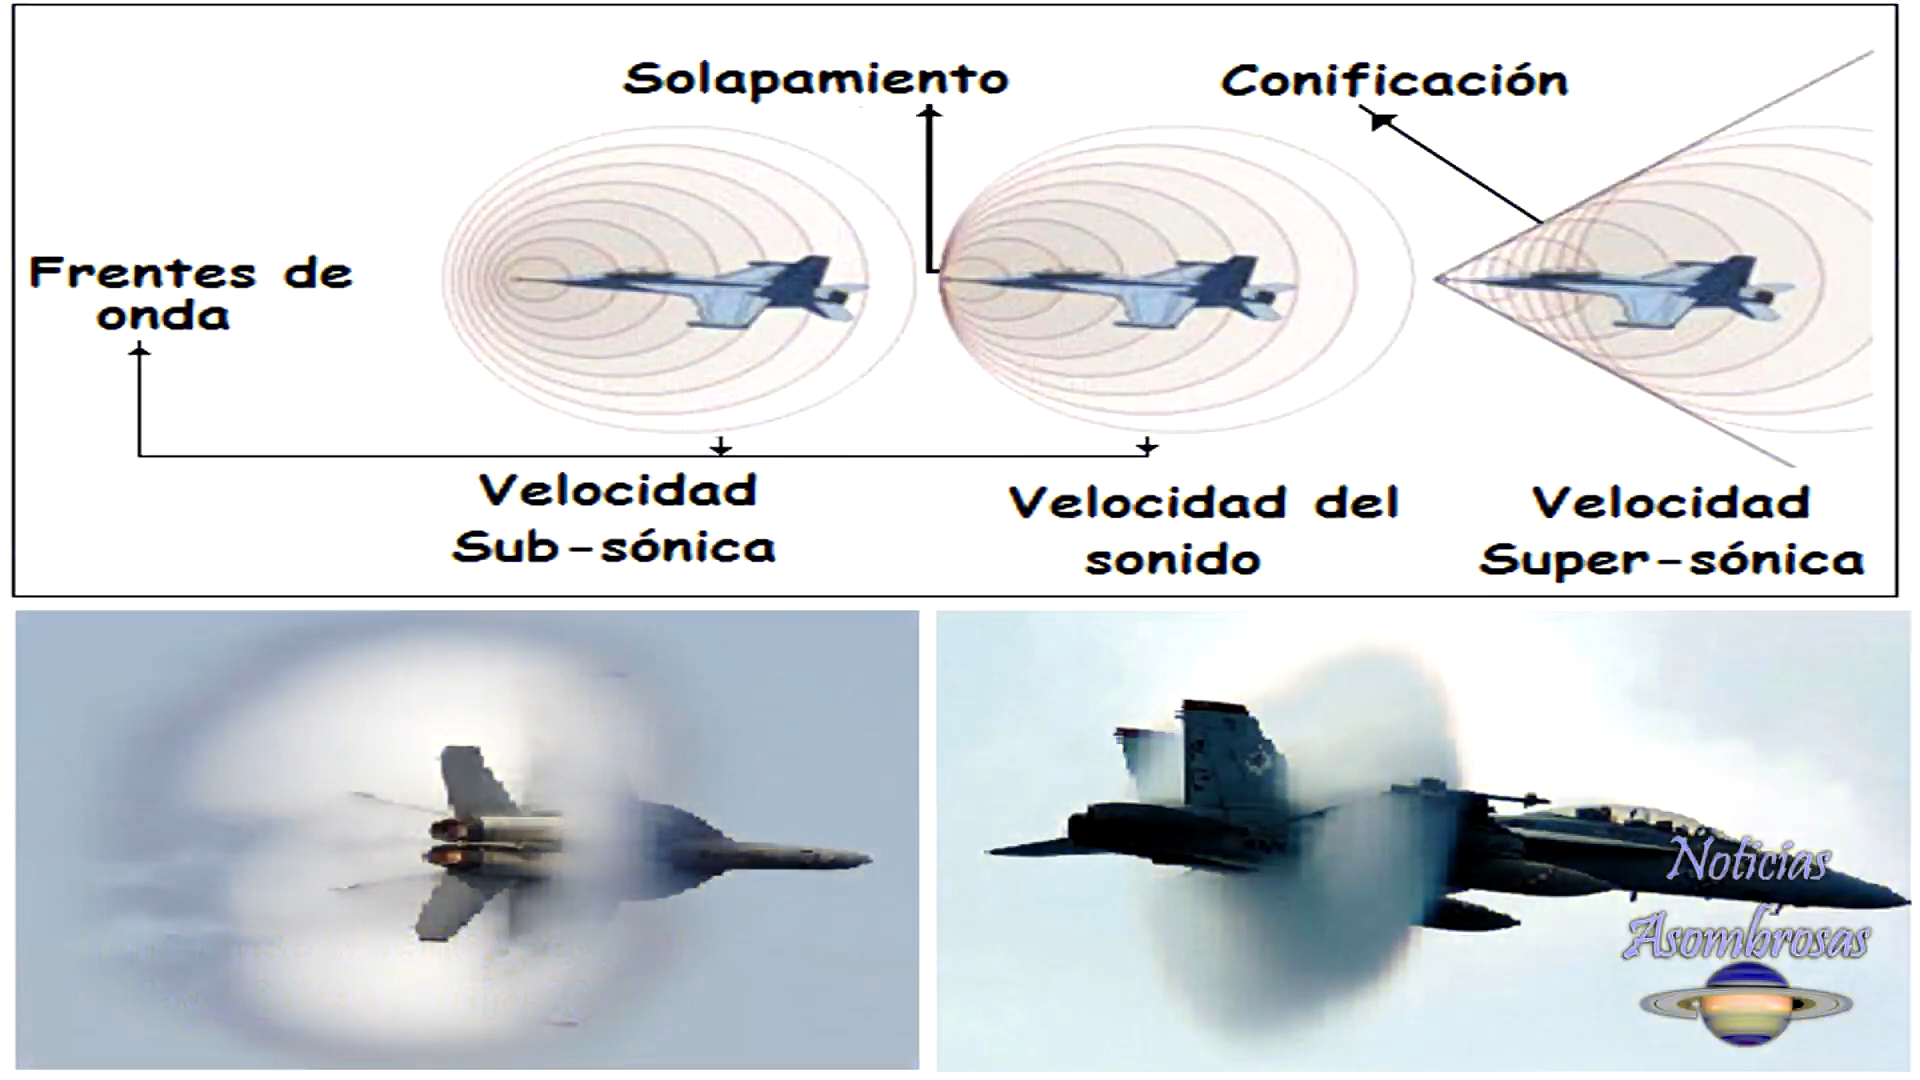 Solapamiento
Conificación
Frentes de
onda
Velocidad
Sub-sónica
Velocidad del
sonido
Velocidad
Super-sónica
Noticias
Asombrosas